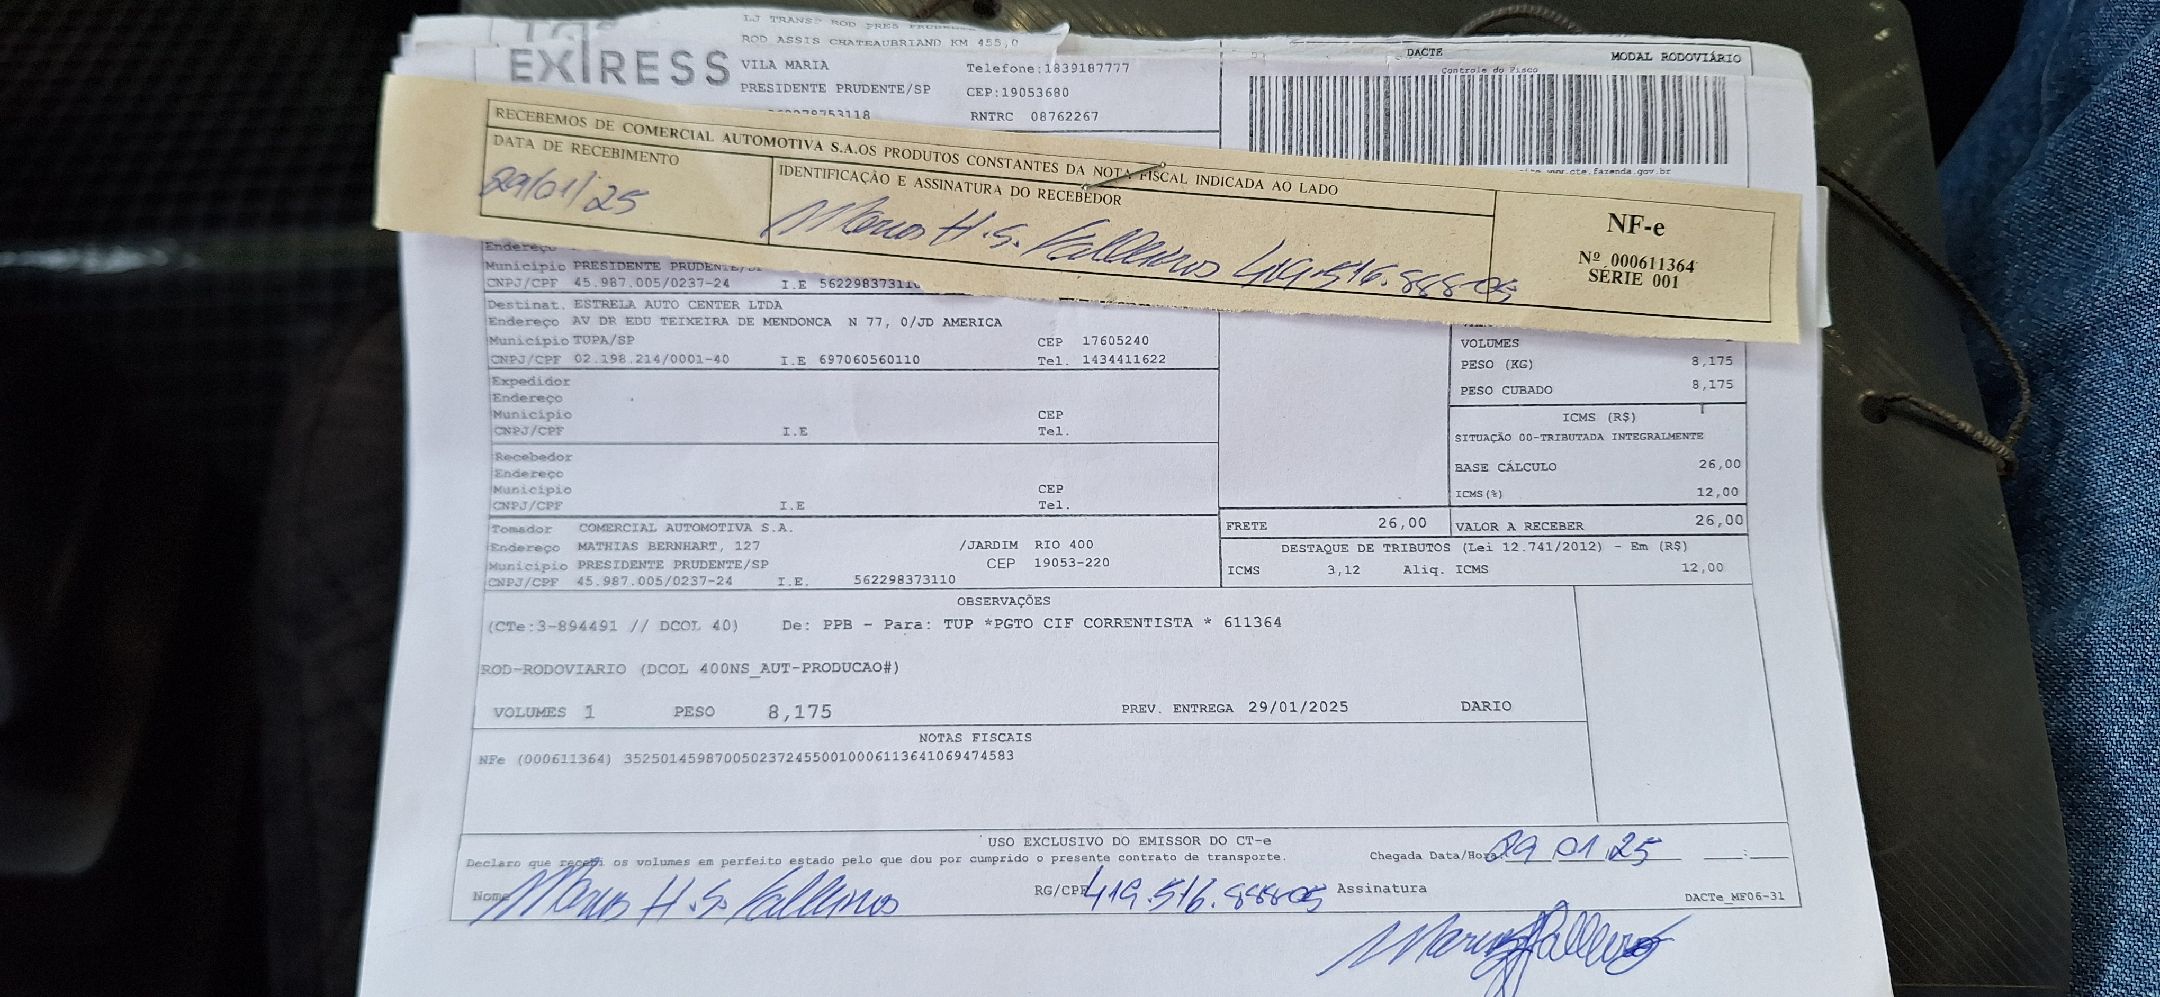 EXPRESS
ROD ASSIS CHATEAUBRIAND KM 455,0
VILA MARIA Telefone:1839187777
PRESIDENTE PRUDENTE/SP CEP:19053680
RNTRC 08762267
DACTE MODAL RODOVIÁRIO
Controle do Fisco
www.cte.fazenda.gov.br
RECEBEMOS DE COMERCIAL AUTOMOTIVA S.A.OS PRODUTOS CONSTANTES DA NOTA FISCAL INDICADA AO LADO
DATA DE RECEBIMENTO
29/01/25
IDENTIFICAÇÃO E ASSINATURA DO RECEBEDOR
H.S. 419.516.888-05
NF-e
Nº 000611364
SÉRIE 001
Endereço
Município PRESIDENTE PRUDENTE/
CNPJ/CPF 45.987.005/0237-24 I.E 562298373110
Destinat. ESTRELA AUTO CENTER LTDA
Endereço AV DR EDU TEIXEIRA DE MENDONCA N 77, 0/JD AMERICA
Município TUPA/SP CEP 17605240
CNPJ/CPF 02.198.214/0001-40 I.E 697060560110 Tel. 1434411622
Expedidor
Endereço
Município CEP
CNPJ/CPF I.E Tel.
Recebedor
Endereço
Município CEP
CNPJ/CPF I.E Tel.
Tomador COMERCIAL AUTOMOTIVA S.A.
Endereço MATHIAS BERNHART, 127 /JARDIM RIO 400
Município PRESIDENTE PRUDENTE/SP CEP 19053-220
CNPJ/CPF 45.987.005/0237-24 I.E. 562298373110
VOLUMES
PESO (KG) 8,175
PESO CUBADO 8,175
ICMS (R$)
SITUAÇÃO 00-TRIBUTADA INTEGRALMENTE
BASE CÁLCULO 26,00
ICMS(%) 12,00
FRETE 26,00 VALOR A RECEBER 26,00
DESTAQUE DE TRIBUTOS (Lei 12.741/2012) - Em (R$)
ICMS 3,12 Aliq. ICMS 12,00
OBSERVAÇÕES
(CTe:3-894491 // DCOL 40) De: PPB - Para: TUP *PGTO CIF CORRENTISTA * 611364
ROD-RODOVIARIO (DCOL 400NS_AUT-PRODUCAO#)
VOLUMES 1 PESO 8,175 PREV. ENTREGA 29/01/2025 DARIO
NOTAS FISCAIS
NFe (000611364) 35250145987005023724550010006113641069474583
USO EXCLUSIVO DO EMISSOR DO CT-e
Declaro que recebi os volumes em perfeito estado pelo que dou por cumprido o presente contrato de transporte. Chegada Data/Hora: 29 01 25
Nome H.S. RG/CPF 419.516.888-05 Assinatura DACTe_MF06-31